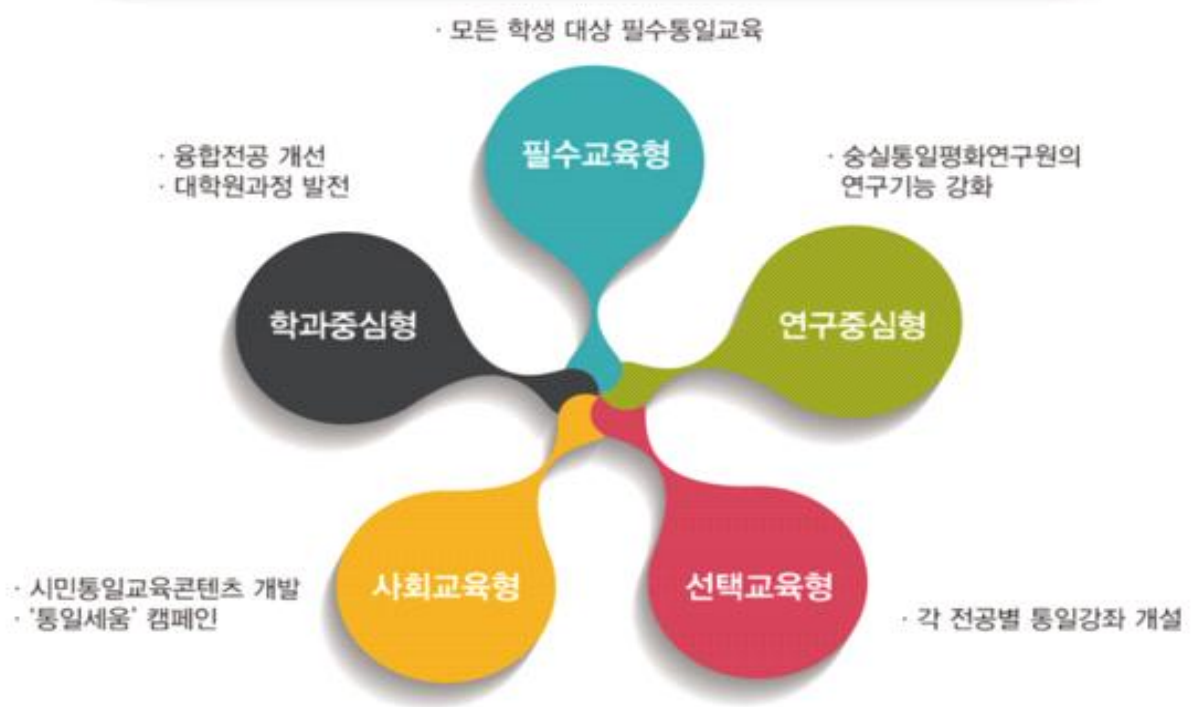 · 모든 학생 대상 필수통일교육
필수교육형
· 융합전공 개선
· 대학원과정 발전
학과중심형
· 숭실통일평화연구원의
연구기능 강화
연구중심형
· 시민통일교육콘텐츠 개발
· '통일세움' 캠페인
사회교육형
선택교육형
· 각 전공별 통일강좌 개설